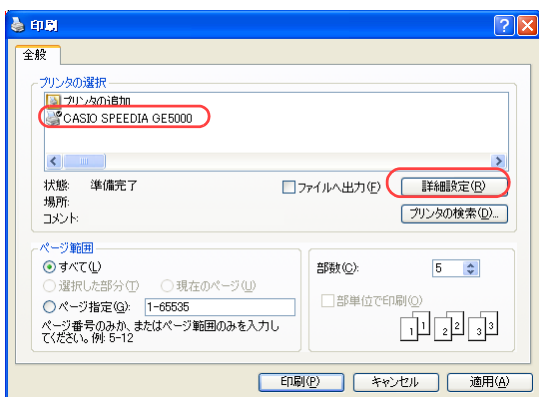 印刷
全般
プリンタの選択
プリンタの追加
CASIO SPEEDIA GE5000
状態: 準備完了
場所:
コメント:
ファイルへ出力(F)
詳細設定(R)
プリンタの検索(D)...
ページ範囲
すべて(L)
選択した部分(T) 現在のページ(U)
ページ指定(G): 1-65535
ページ番号のみか、またはページ範囲のみを入力し
てください。例: 5-12
部数(C): 5
部単位で印刷(O)
1 1 2 2 3 3
印刷(P) キャンセル 適用(A)